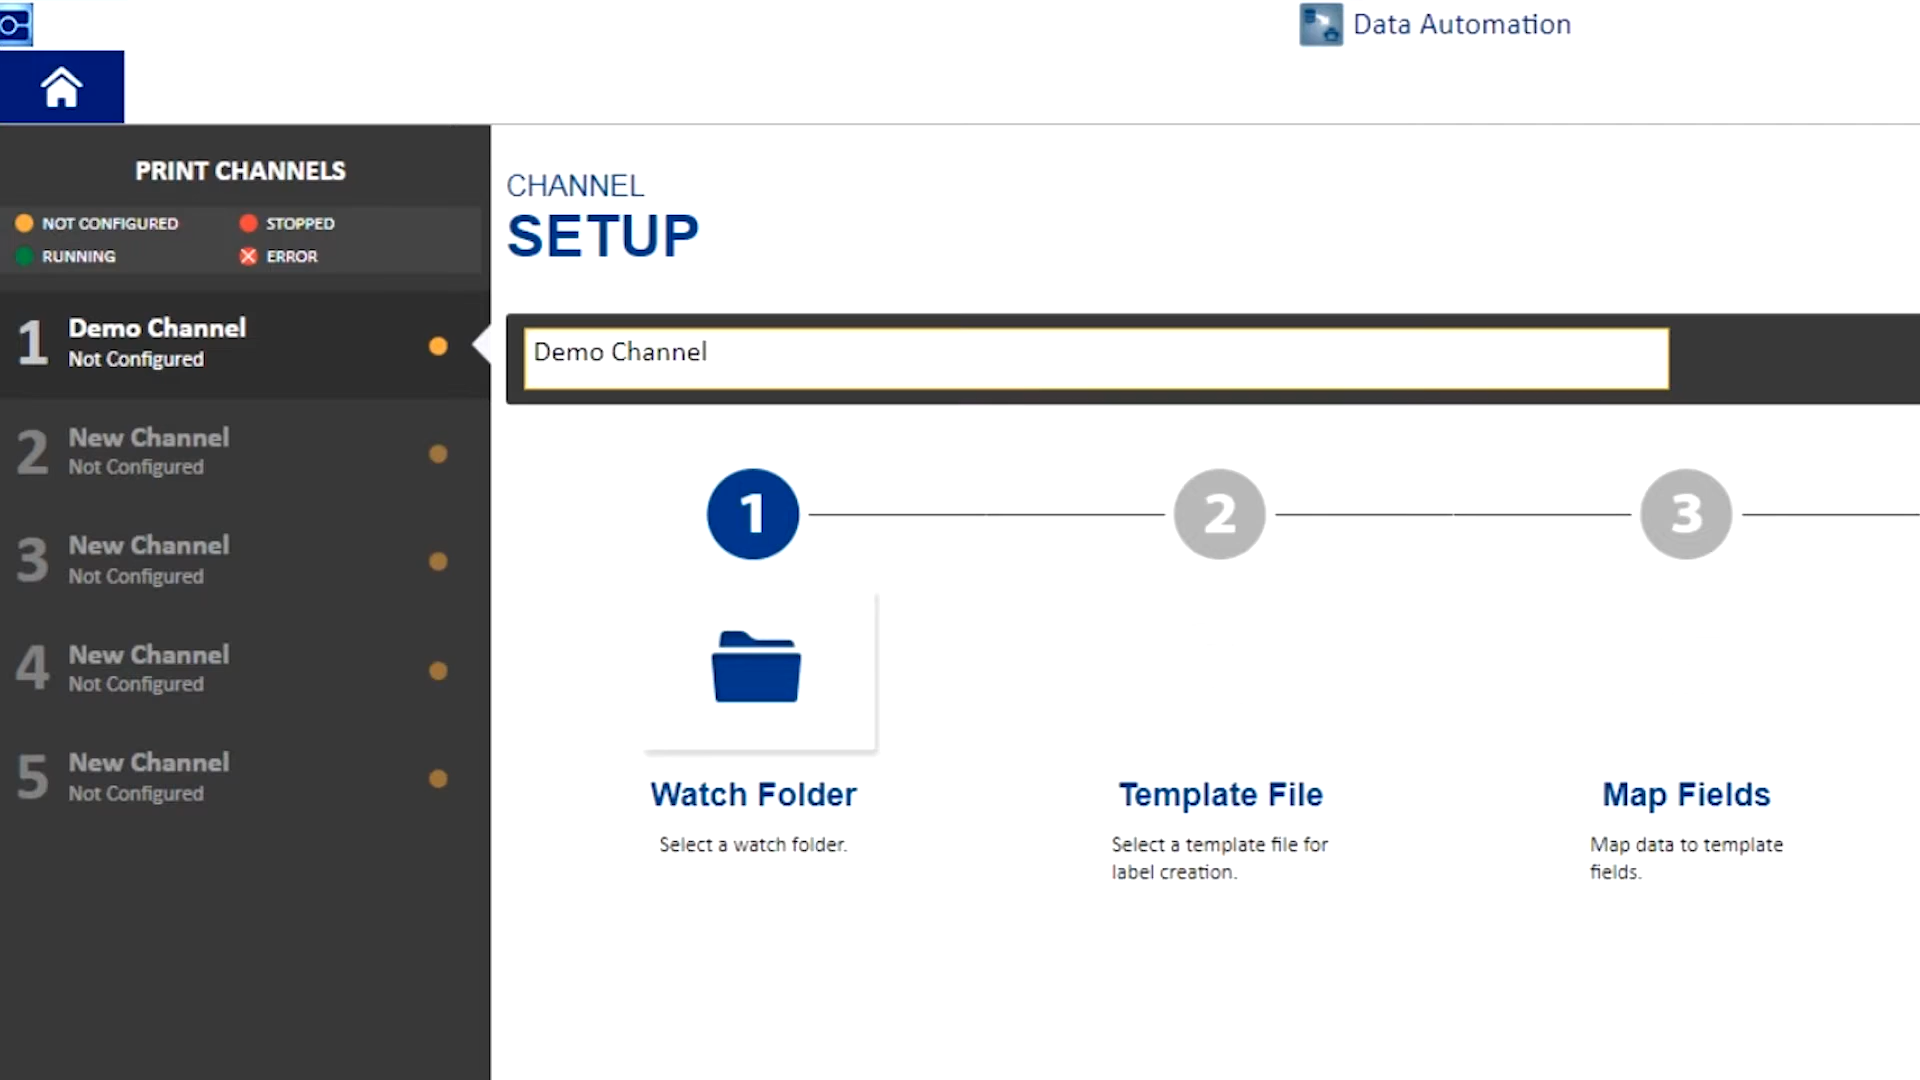 Data Automation
PRINT CHANNELS
NOT CONFIGURED
STOPPED
RUNNING
ERROR
1
Demo Channel
Not Configured
2
New Channel
Not Configured
3
New Channel
Not Configured
4
New Channel
Not Configured
5
New Channel
Not Configured
CHANNEL
SETUP
Demo Channel
1
2
3
Watch Folder
Select a watch folder.
Template File
Select a template file for
label creation.
Map Fields
Map data to template
fields.